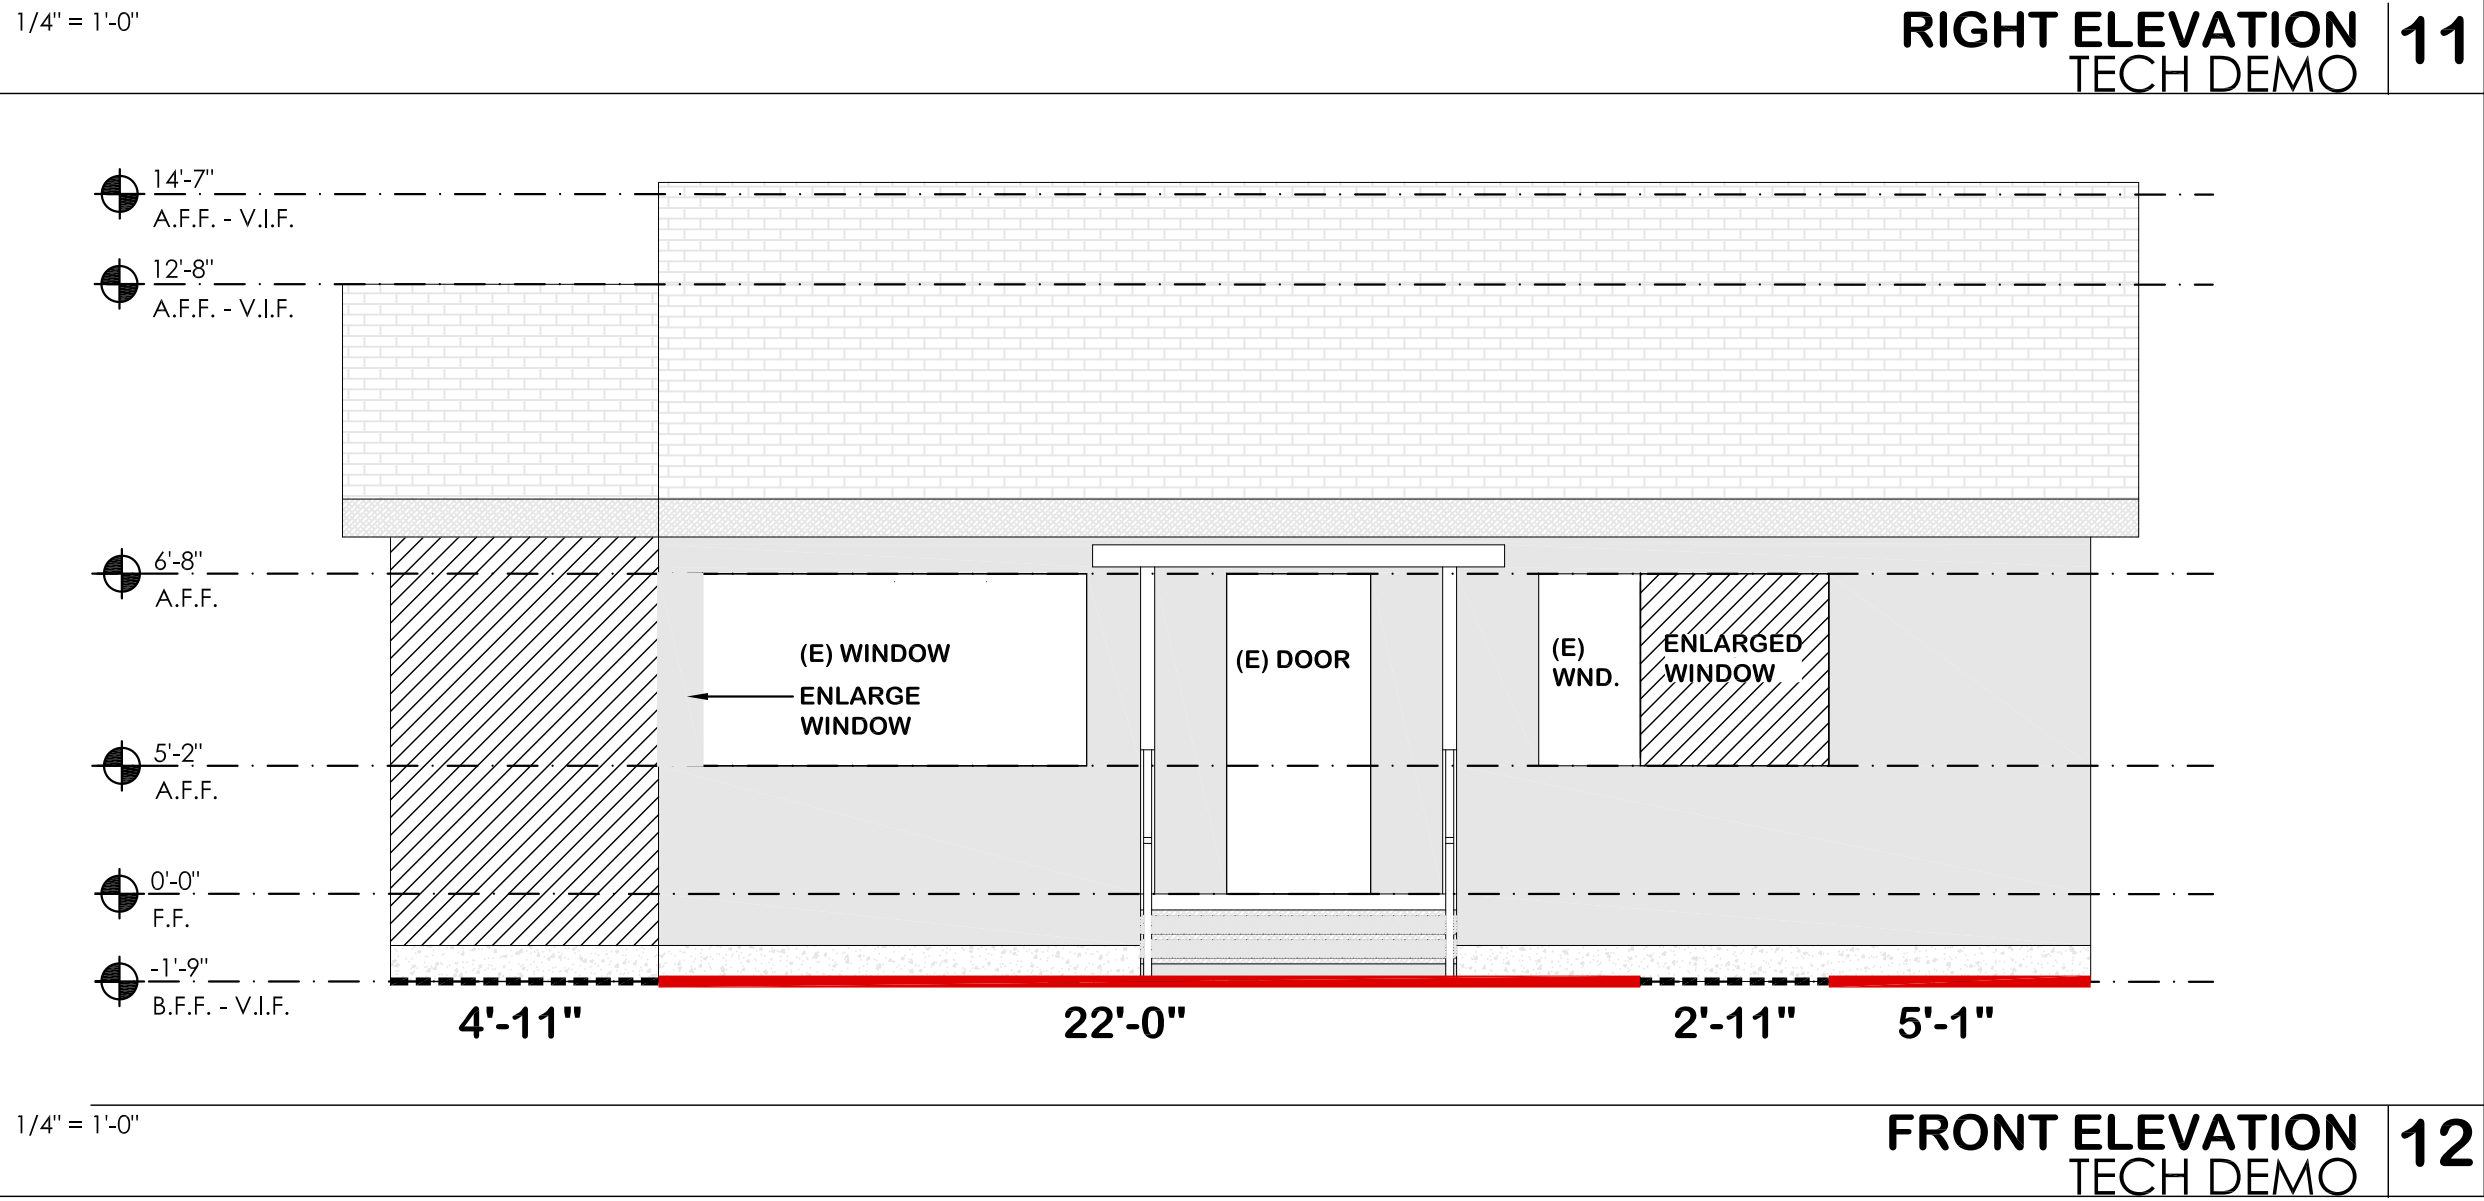 1/4" = 1'-0"
RIGHT ELEVATION
TECH DEMO
11
14'-7"
A.F.F. - V.I.F.
12'-8"
A.F.F. - V.I.F.
6'-8"
A.F.F.
(E) WINDOW
ENLARGE
WINDOW
(E) DOOR
(E)
WND.
ENLARGED
WINDOW
5'-2"
A.F.F.
0'-0"
F.F.
-1'-9"
B.F.F. - V.I.F.
4'-11"
22'-0"
2'-11"
5'-1"
1/4" = 1'-0"
FRONT ELEVATION
TECH DEMO
12